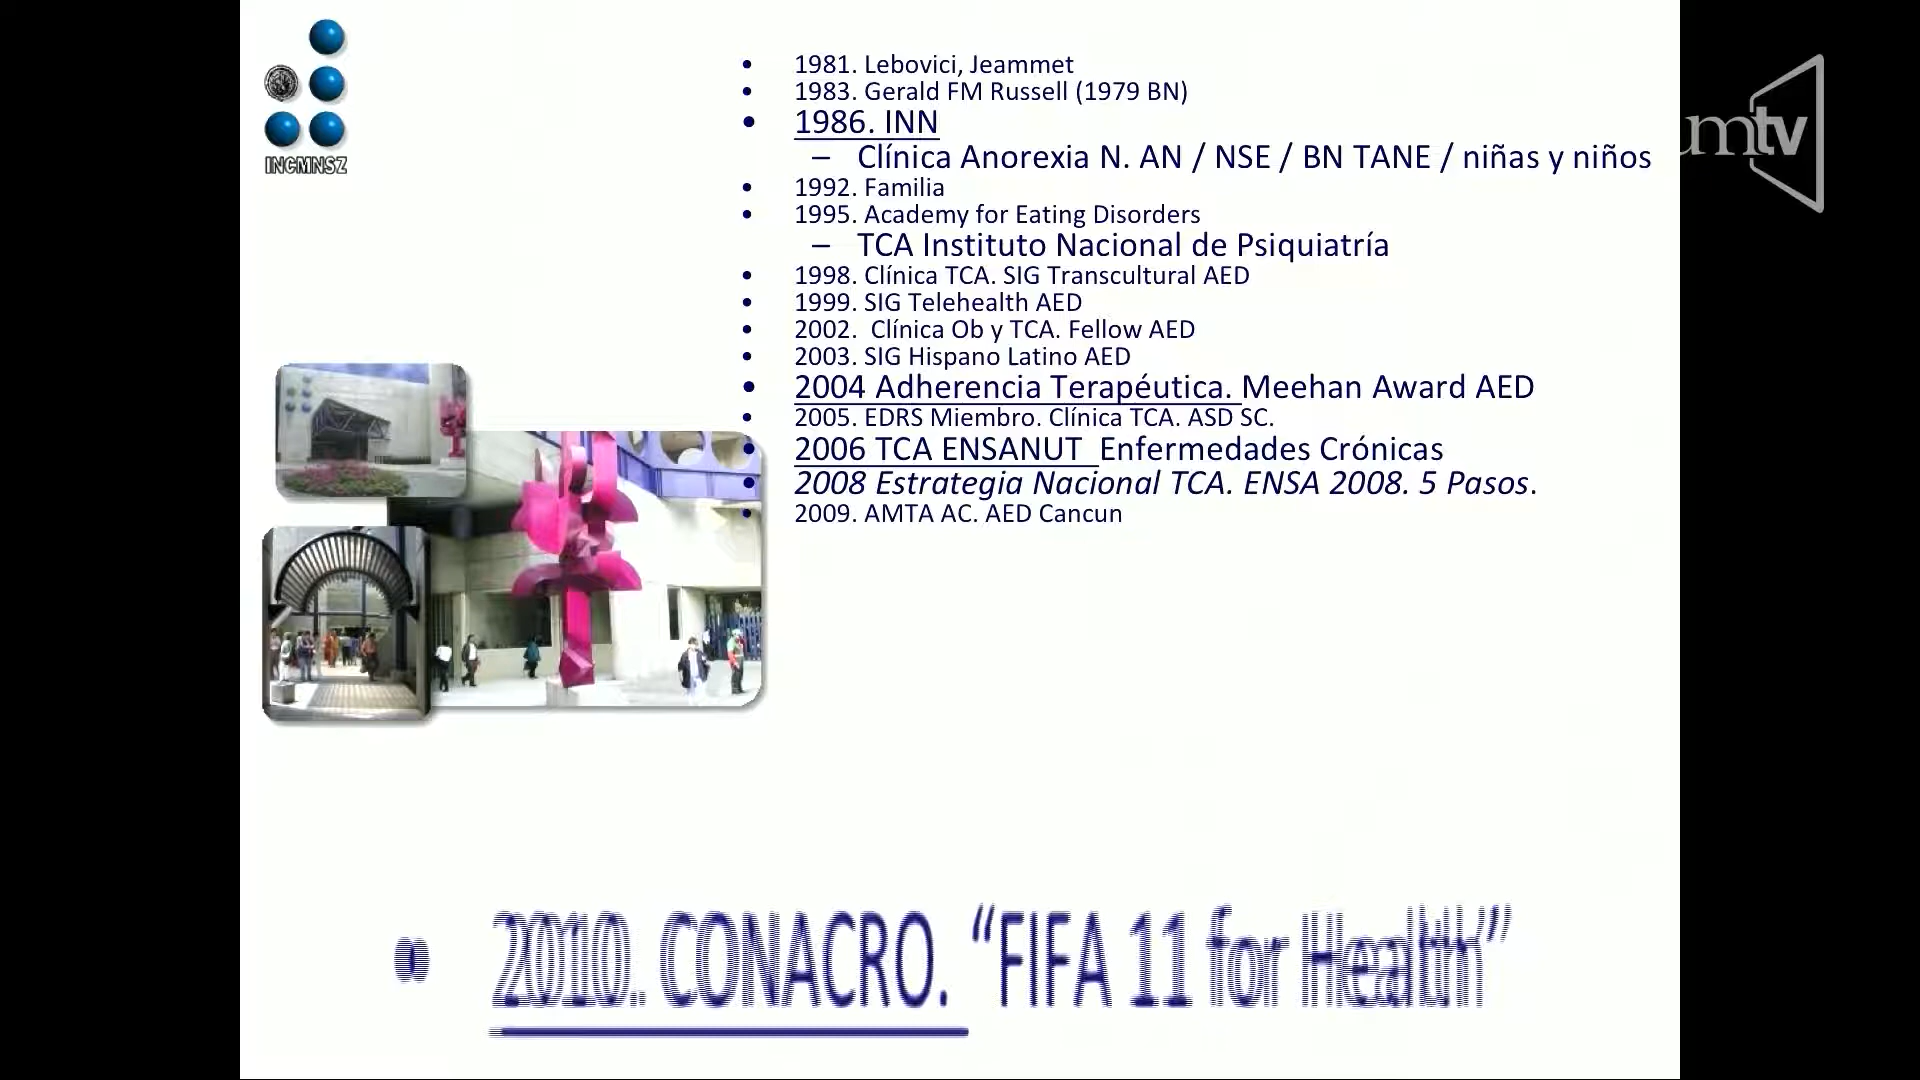 INCMNSZ
• 1981. Lebovici, Jeammet
• 1983. Gerald FM Russell (1979 BN)
• 1986. INN
– Clínica Anorexia N. AN / NSE / BN TANE / niñas y niños
• 1992. Familia
• 1995. Academy for Eating Disorders
– TCA Instituto Nacional de Psiquiatría
• 1998. Clínica TCA. SIG Transcultural AED
• 1999. SIG Telehealth AED
• 2002. Clínica Ob y TCA. Fellow AED
• 2003. SIG Hispano Latino AED
• 2004 Adherencia Terapéutica. Meehan Award AED
• 2005. EDRS Miembro. Clínica TCA. ASD SC.
• 2006 TCA ENSANUT Enfermedades Crónicas
• 2008 Estrategia Nacional TCA. ENSA 2008. 5 Pasos.
• 2009. AMTA AC. AED Cancun
• 2010. CONACRO. “FIFA 11 for Health”
umtv